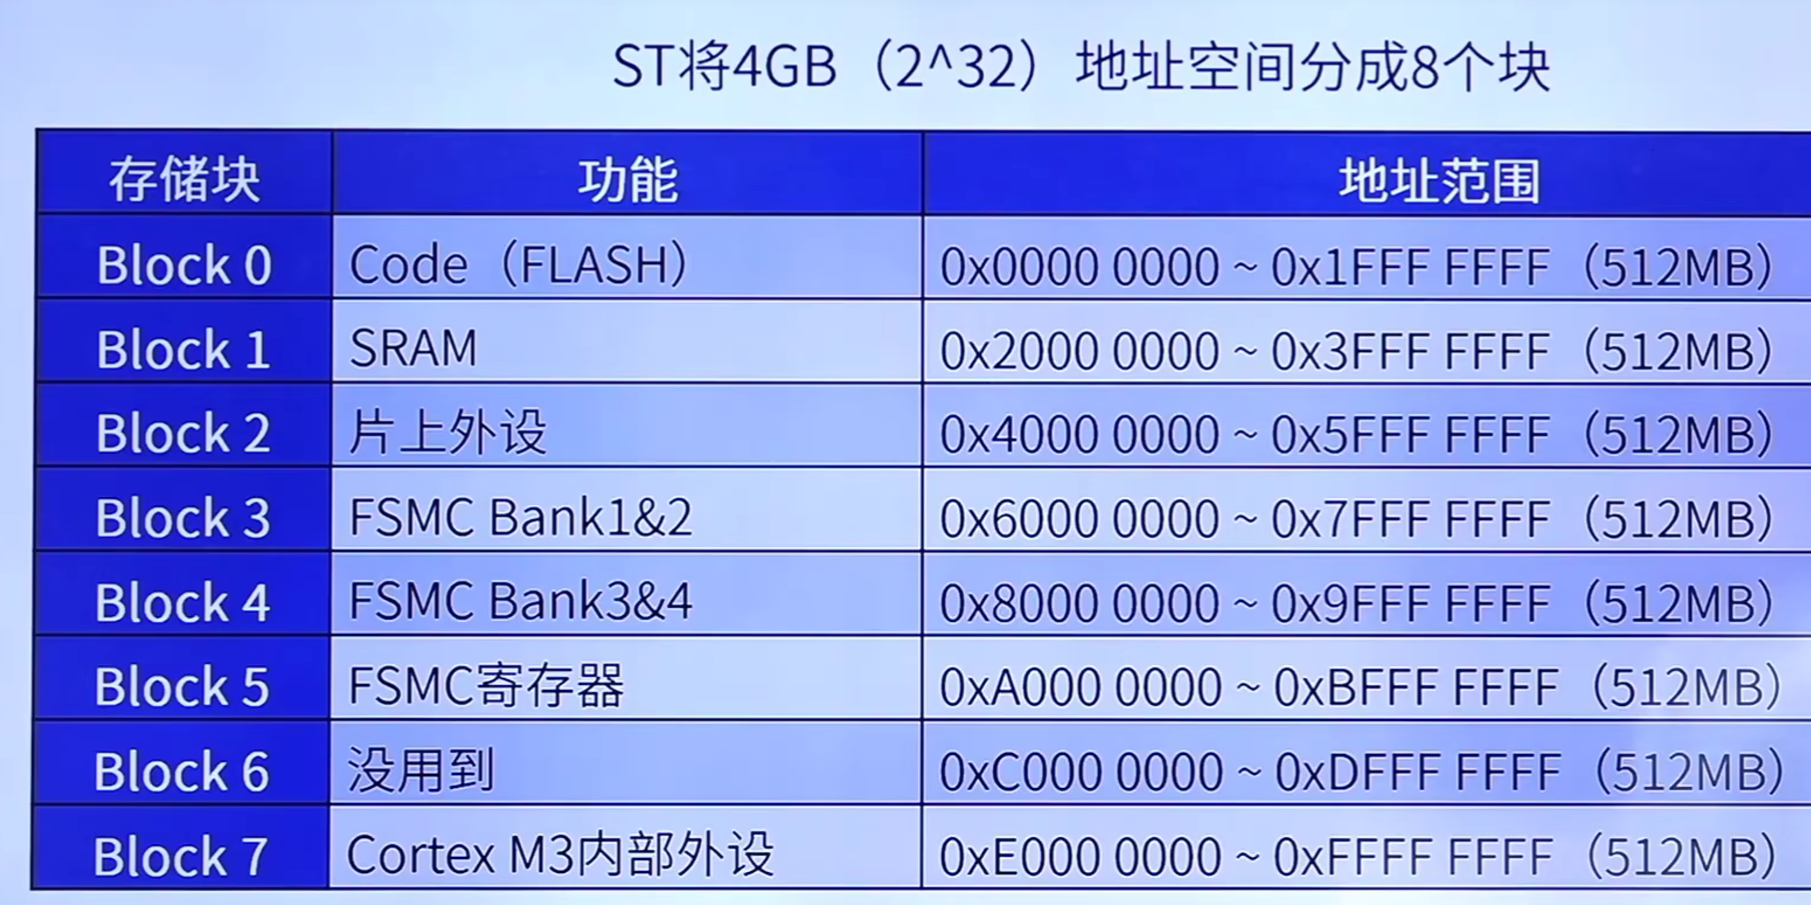 ST将4GB（2^32）地址空间分成8个块
存储块 功能 地址范围
Block 0 Code（FLASH） 0x0000 0000 ~ 0x1FFF FFFF（512MB）
Block 1 SRAM 0x2000 0000 ~ 0x3FFF FFFF（512MB）
Block 2 片上外设 0x4000 0000 ~ 0x5FFF FFFF（512MB）
Block 3 FSMC Bank1&2 0x6000 0000 ~ 0x7FFF FFFF（512MB）
Block 4 FSMC Bank3&4 0x8000 0000 ~ 0x9FFF FFFF（512MB）
Block 5 FSMC寄存器 0xA000 0000 ~ 0xBFFF FFFF（512MB）
Block 6 没用到 0xC000 0000 ~ 0xDFFF FFFF（512MB）
Block 7 Cortex M3内部外设 0xE000 0000 ~ 0xFFFF FFFF（512MB）